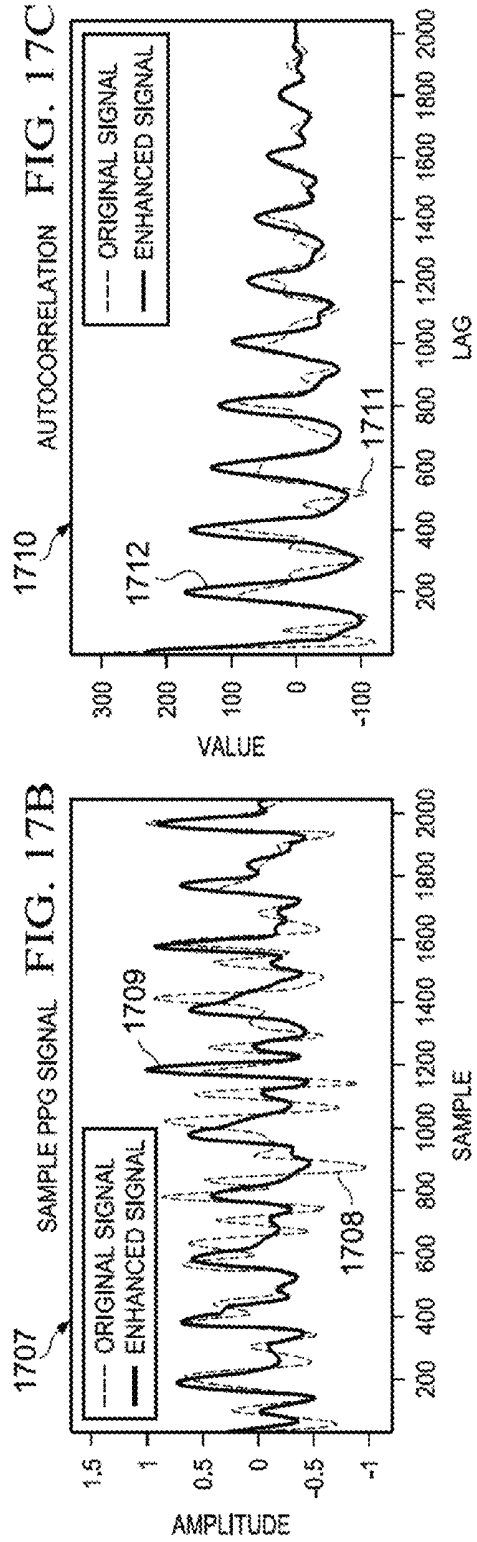 1707
SAMPLE PPG SIGNAL FIG. 17B
ORIGINAL SIGNAL
ENHANCED SIGNAL
1709
1708
1.5
1
0.5
0
-0.5
-1
AMPLITUDE
200 400 600 800 1000 1200 1400 1600 1800 2000
SAMPLE
1710
AUTOCORRELATION FIG. 17C
ORIGINAL SIGNAL
ENHANCED SIGNAL
1712
1711
300
200
100
0
-100
VALUE
200 400 600 800 1000 1200 1400 1600 1800 2000
LAG